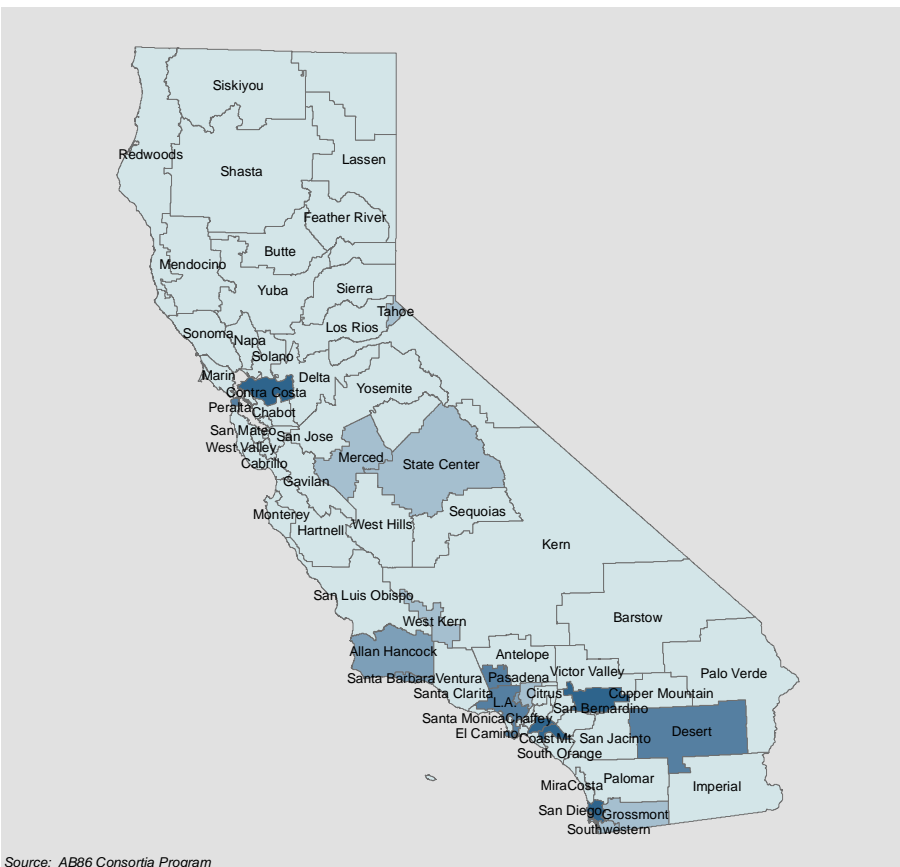 Siskiyou
Redwoods
Lassen
Shasta
Feather River
Butte
Mendocino
Yuba
Sierra
Tahoe
Los Rios
Sonoma
Napa
Solano
Marin
Delta
Yosemite
Contra Costa
Peralta
Chabot
San Mateo
San Jose
West Valley
Merced
Cabrillo
State Center
Gavilan
Monterey
Sequoias
West Hills
Hartnell
Kern
San Luis Obispo
Barstow
West Kern
Allan Hancock
Antelope
Victor Valley
Palo Verde
Santa Barbara
Ventura
Pasadena
Santa Clarita
Citrus
Copper Mountain
L.A.
San Bernardino
Santa Monica
Chaffey
El Camino
Coast
Mt. San Jacinto
Desert
South Orange
Palomar
MiraCosta
Imperial
San Diego
Grossmont
Southwestern
Source: AB86 Consortia Program